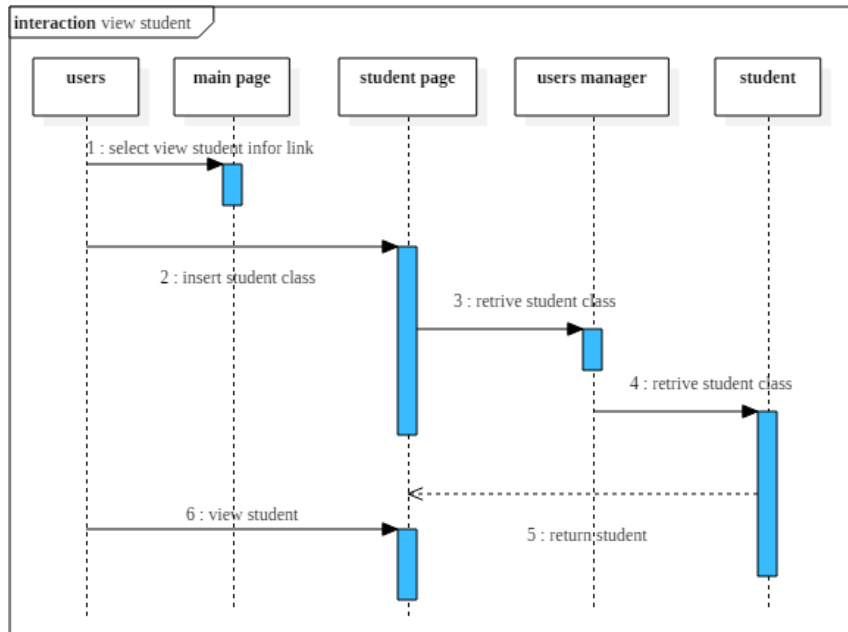 interaction view student
users
main page
student page
users manager
student
1 : select view student infor link
2 : insert student class
3 : retrive student class
4 : retrive student class
6 : view student
5 : return student